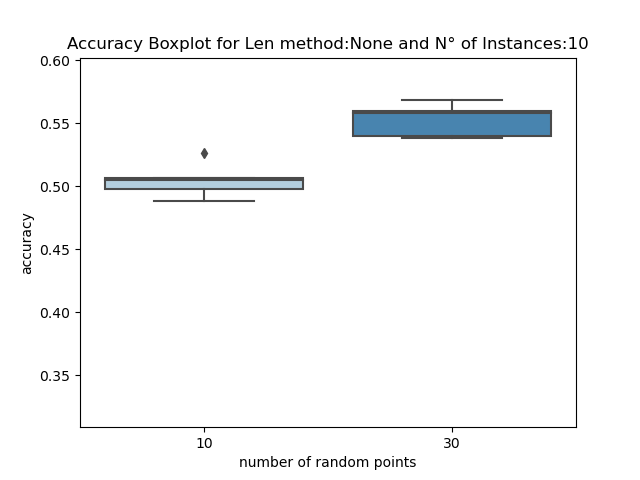 Accuracy Boxplot for Len method:None and N° of Instances:10
0.60
0.55
0.50
0.45
0.40
0.35
accuracy
10 30
number of random points